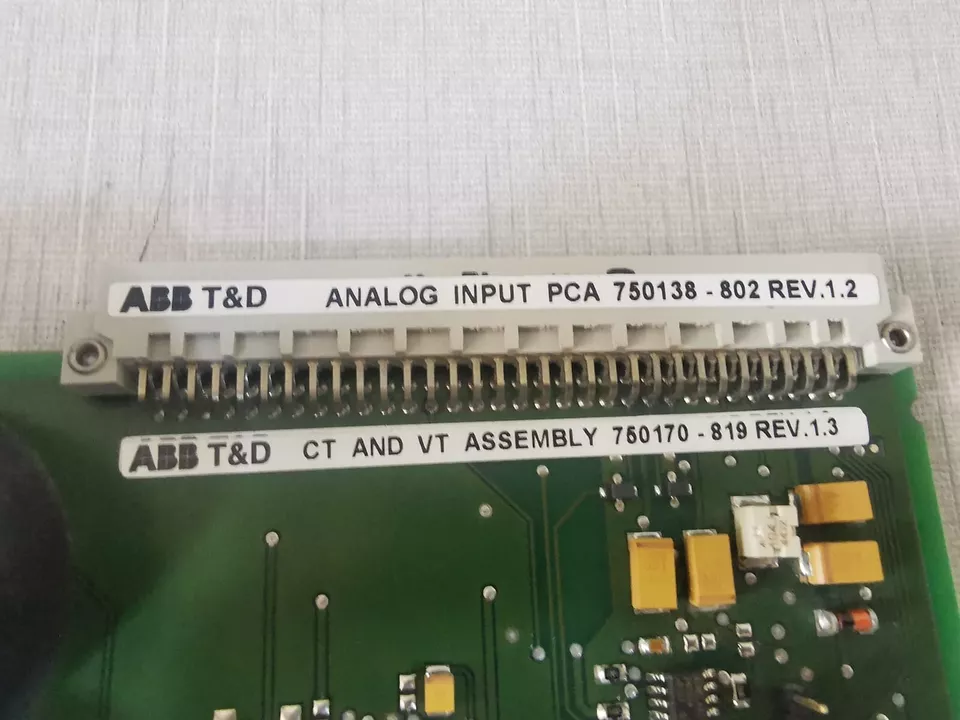 ABB T&D ANALOG INPUT PCA 750138 - 802 REV.1.2
ABB T&D CT AND VT ASSEMBLY 750170 - 819 REV.1.3